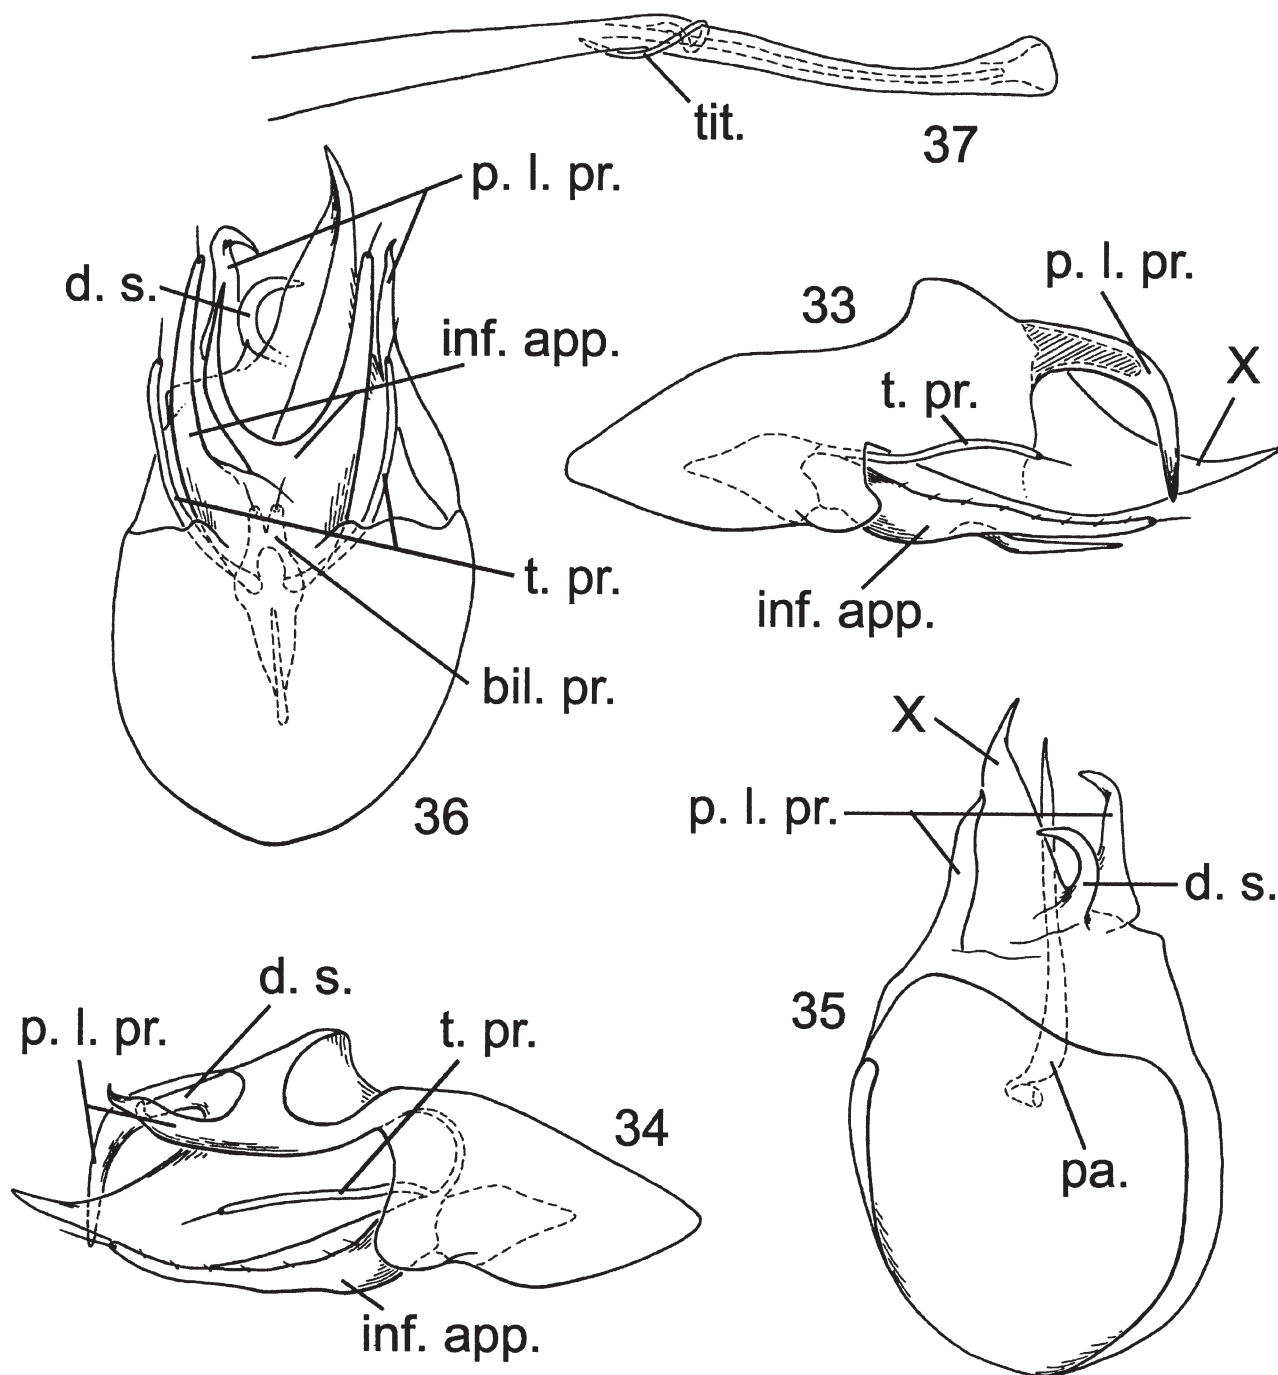 tit.
37
p. l. pr.
d. s.
inf. app.
t. pr.
bil. pr.
36
33
p. l. pr.
X
t. pr.
inf. app.
X
p. l. pr.
d. s.
35
pa.
d. s.
p. l. pr.
t. pr.
34
inf. app.